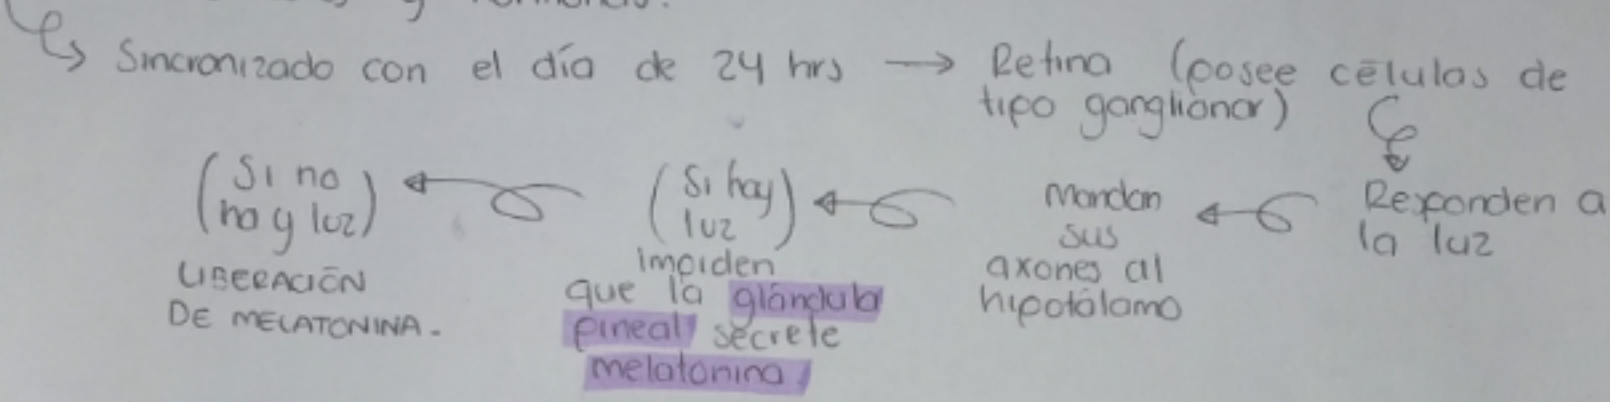 y
Sincronizado con el día de 24 hrs → Retina (posee células de
tipo ganglionar)
Responden a
la luz
mandan
sus
axones al
hipotálamo
(Si hay
luz)
impiden
que la glándula
pineal secrete
melatonina.
(Si no
hay luz)
LIBERACIÓN
DE MELATONINA.